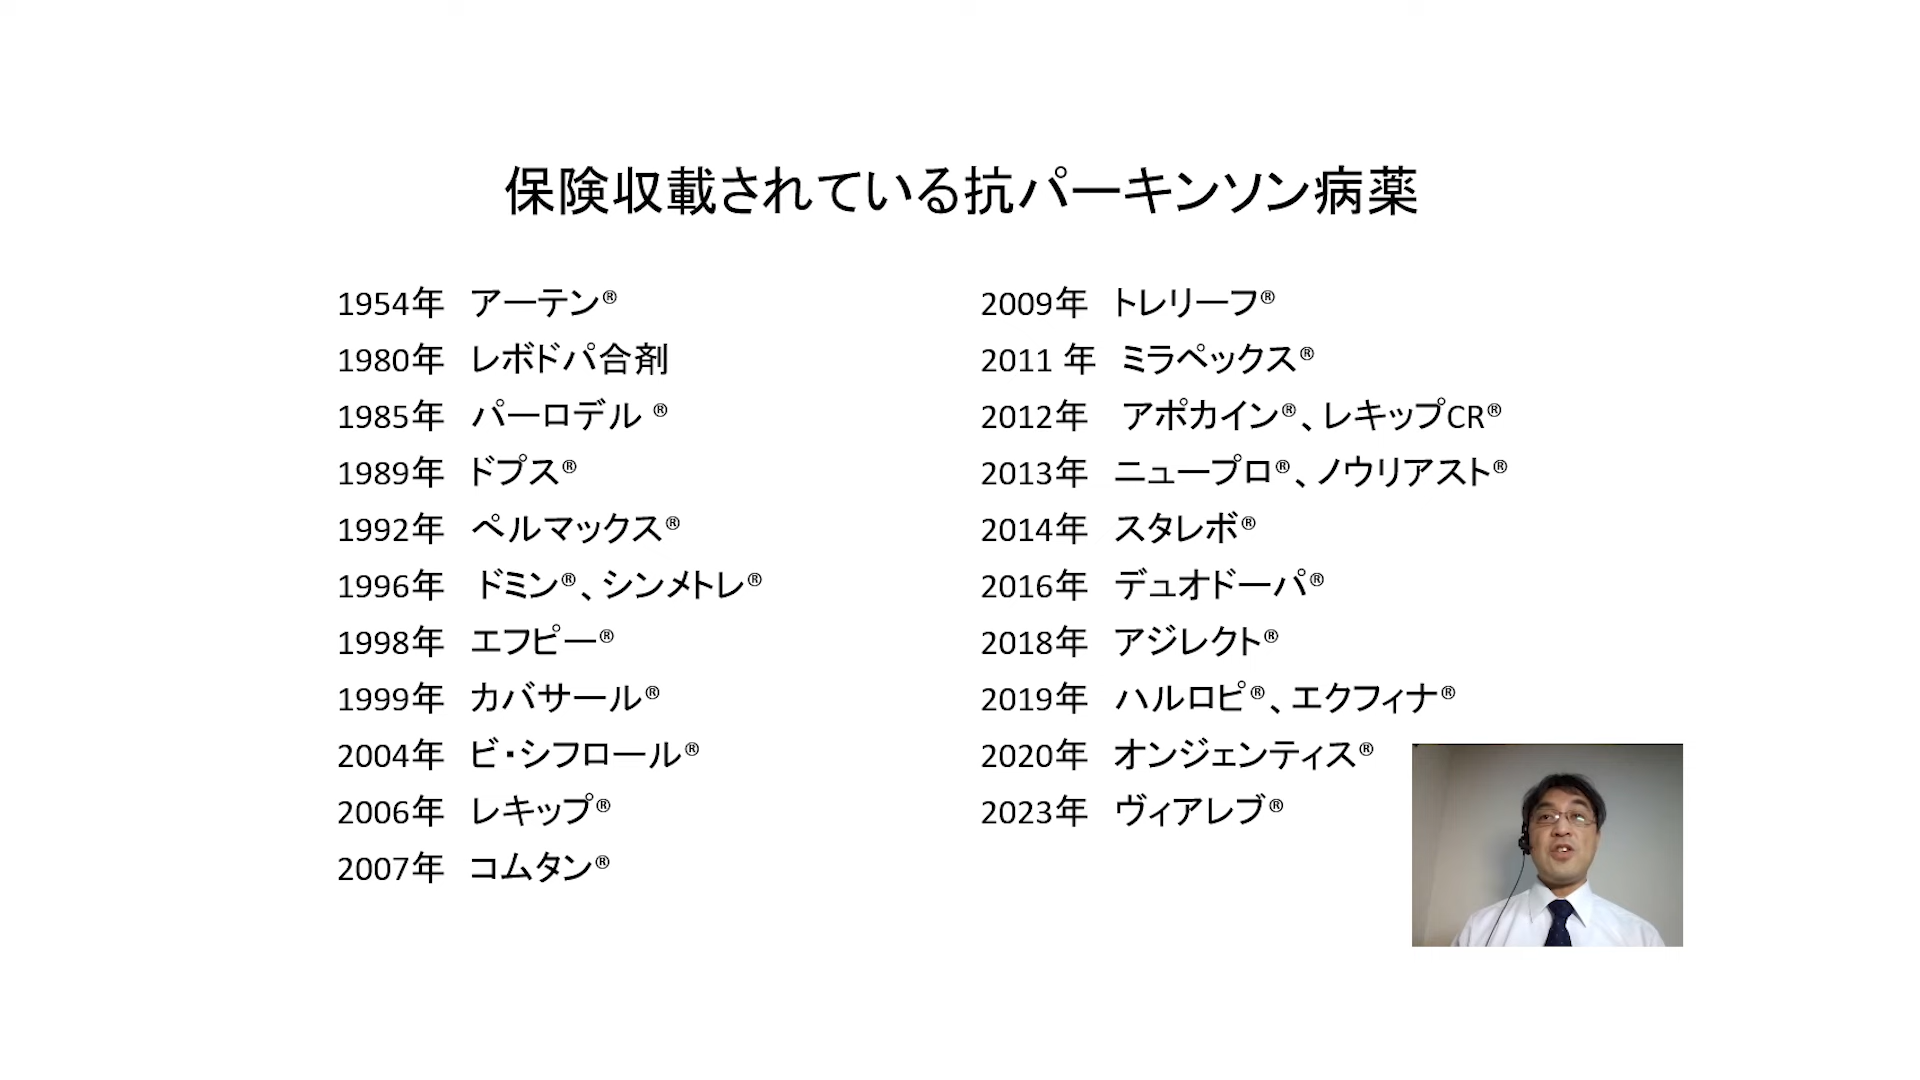 保険収載されている抗パーキンソン病薬
1954年 アーテン®
1980年 レボドパ合剤
1985年 パーロデル ®
1989年 ドプス®
1992年 ペルマックス®
1996年 ドミン®、シンメトレ®
1998年 エフピー®
1999年 カバサール®
2004年 ビ・シフロール®
2006年 レキップ®
2007年 コムタン®
2009年 トレリーフ®
2011 年 ミラペックス®
2012年 アポカイン®、レキップCR®
2013年 ニュープロ®、ノウリアスト®
2014年 スタレボ®
2016年 デュオドーパ®
2018年 アジレクト®
2019年 ハルロピ®、エクフィナ®
2020年 オンジェンティス®
2023年 ヴィアレブ®